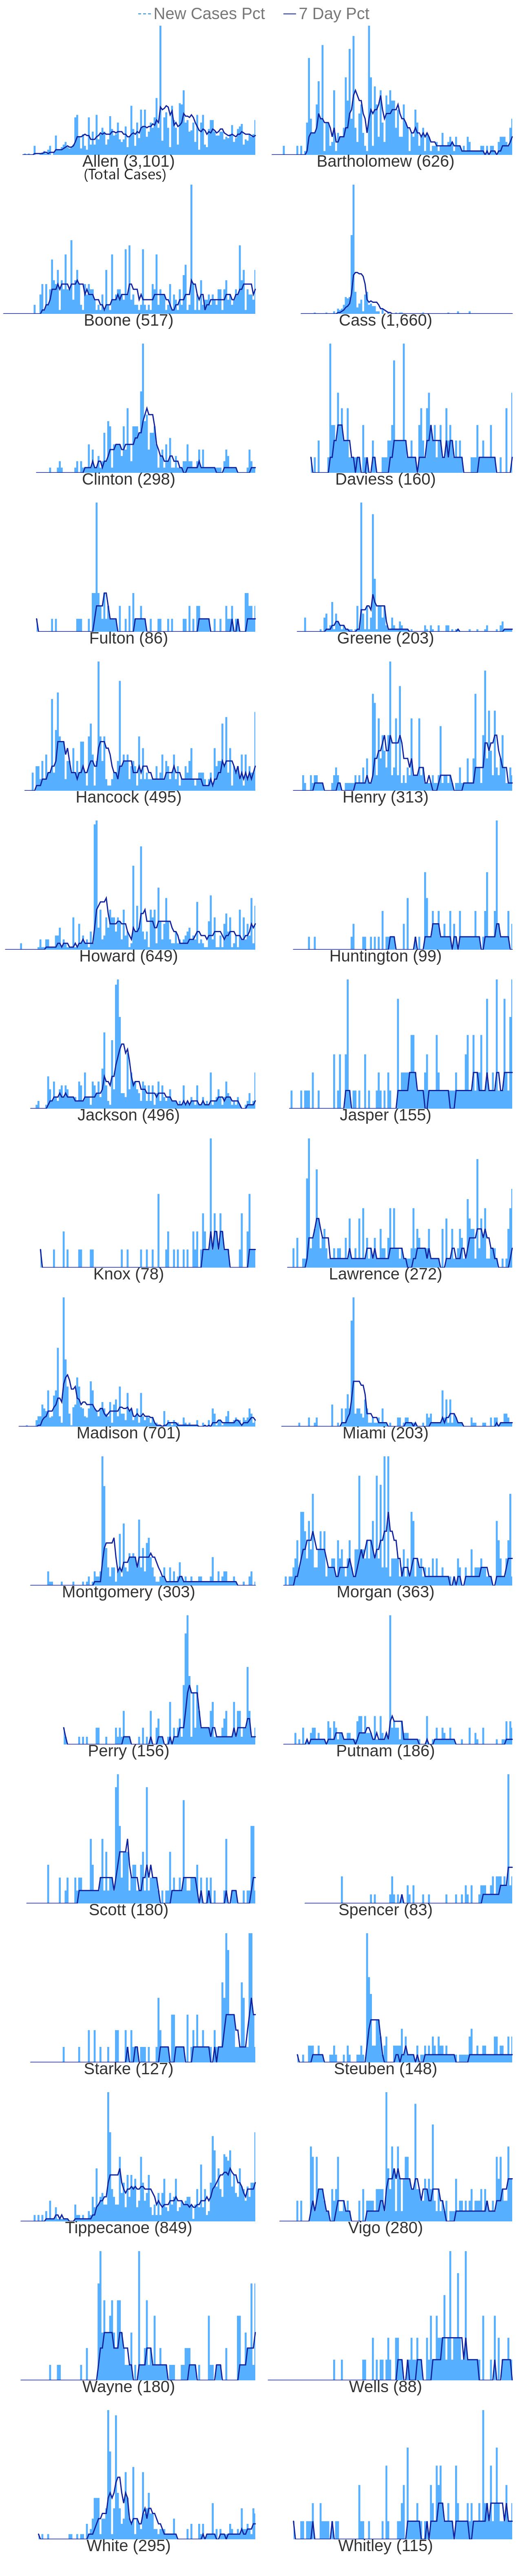 New Cases Pct 7 Day Pct
Allen (3,101) Bartholomew (626)
(Total Cases)
Boone (517) Cass (1,660)
Clinton (298) Daviess (160)
Fulton (86) Greene (203)
Hancock (495) Henry (313)
Howard (649) Huntington (99)
Jackson (496) Jasper (155)
Knox (78) Lawrence (272)
Madison (701) Miami (203)
Montgomery (303) Morgan (363)
Perry (156) Putnam (186)
Scott (180) Spencer (83)
Starke (127) Steuben (148)
Tippecanoe (849) Vigo (280)
Wayne (180) Wells (88)
White (295) Whitley (115)